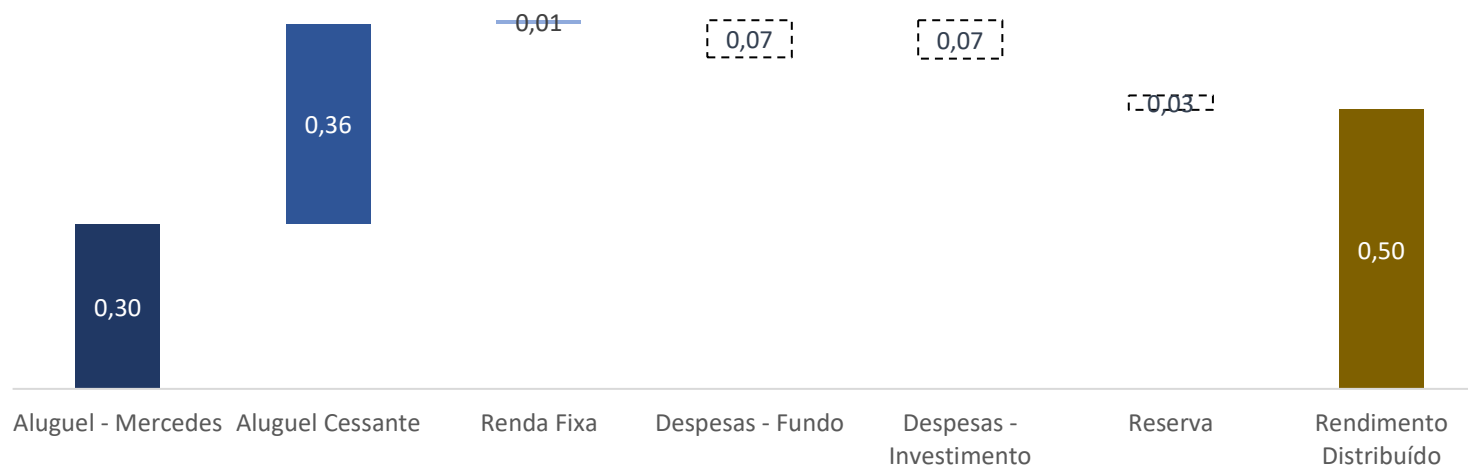 0,01
0,07
0,07
0,36
0,03
0,50
0,30
Aluguel - Mercedes
Aluguel Cessante
Renda Fixa
Despesas - Fundo
Despesas -
Investimento
Reserva
Rendimento
Distribuído